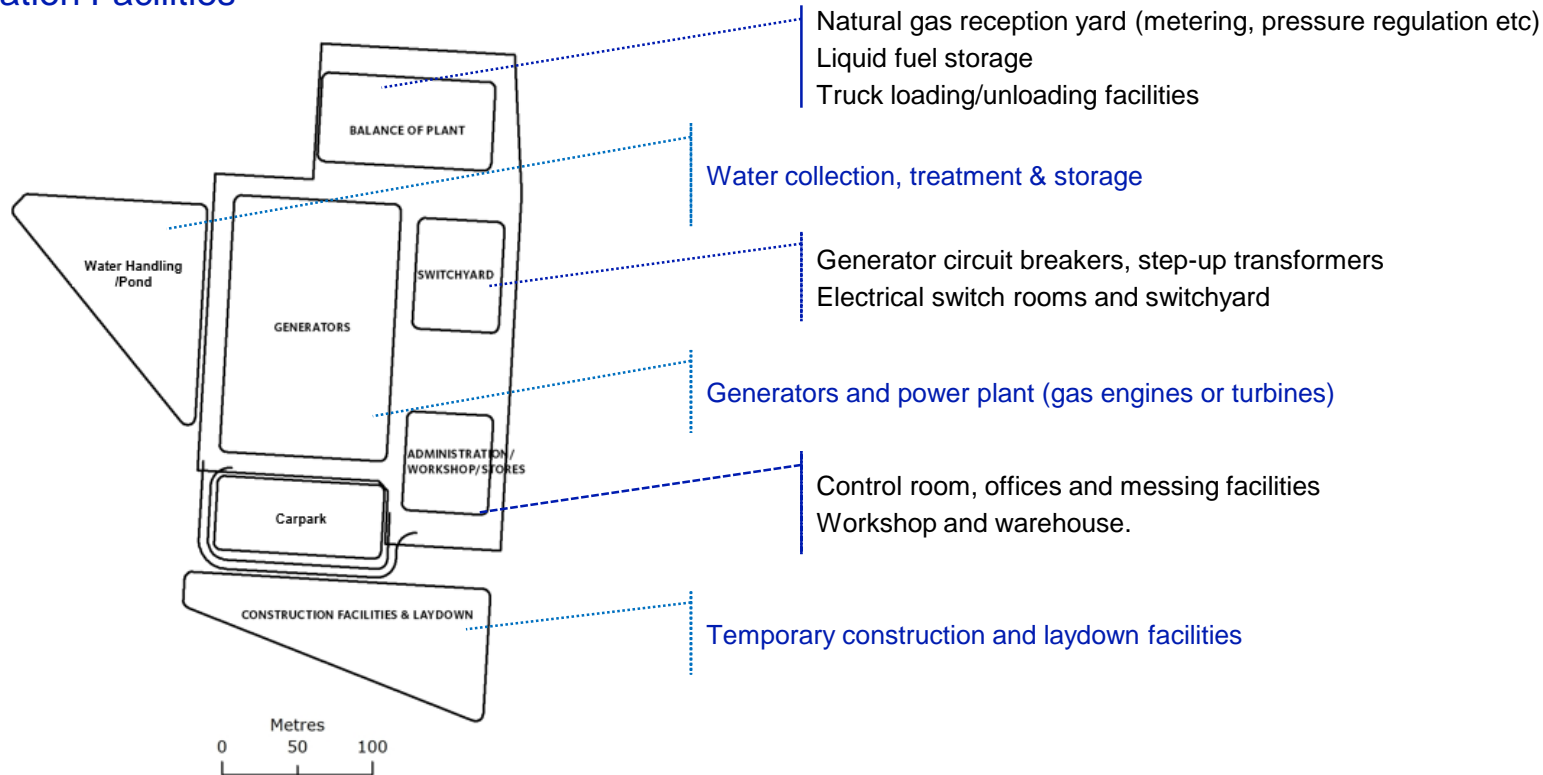 Natural gas reception yard (metering, pressure regulation etc)
Liquid fuel storage
Truck loading/unloading facilities
BALANCE OF PLANT
Water collection, treatment & storage
Water Handling
/Pond
SWITCHYARD
Generator circuit breakers, step-up transformers
Electrical switch rooms and switchyard
GENERATORS
Generators and power plant (gas engines or turbines)
ADMINISTRATION/
WORKSHOP/STORES
Control room, offices and messing facilities
Workshop and warehouse.
Carpark
CONSTRUCTION FACILITIES & LAYDOWN
Temporary construction and laydown facilities
Metres
0 50 100